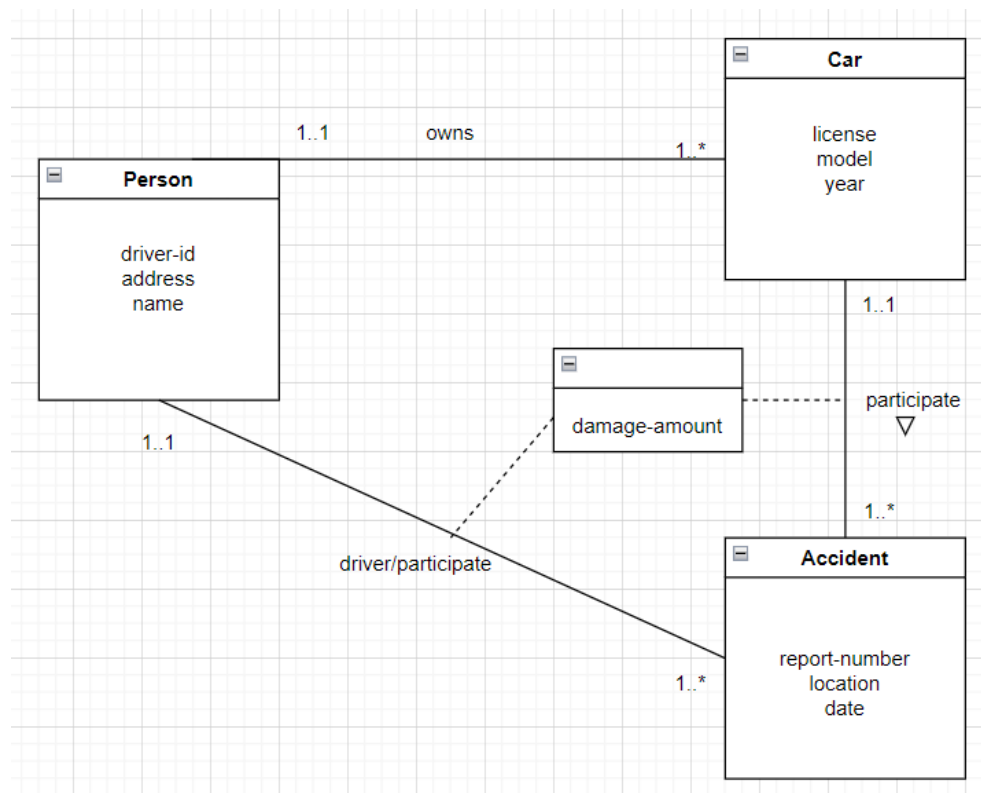 Car
license
model
year
1..1
owns
1..*
Person
driver-id
address
name
1..1
damage-amount
participate
1..1
driver/participate
1..*
Accident
report-number
location
date
1..*